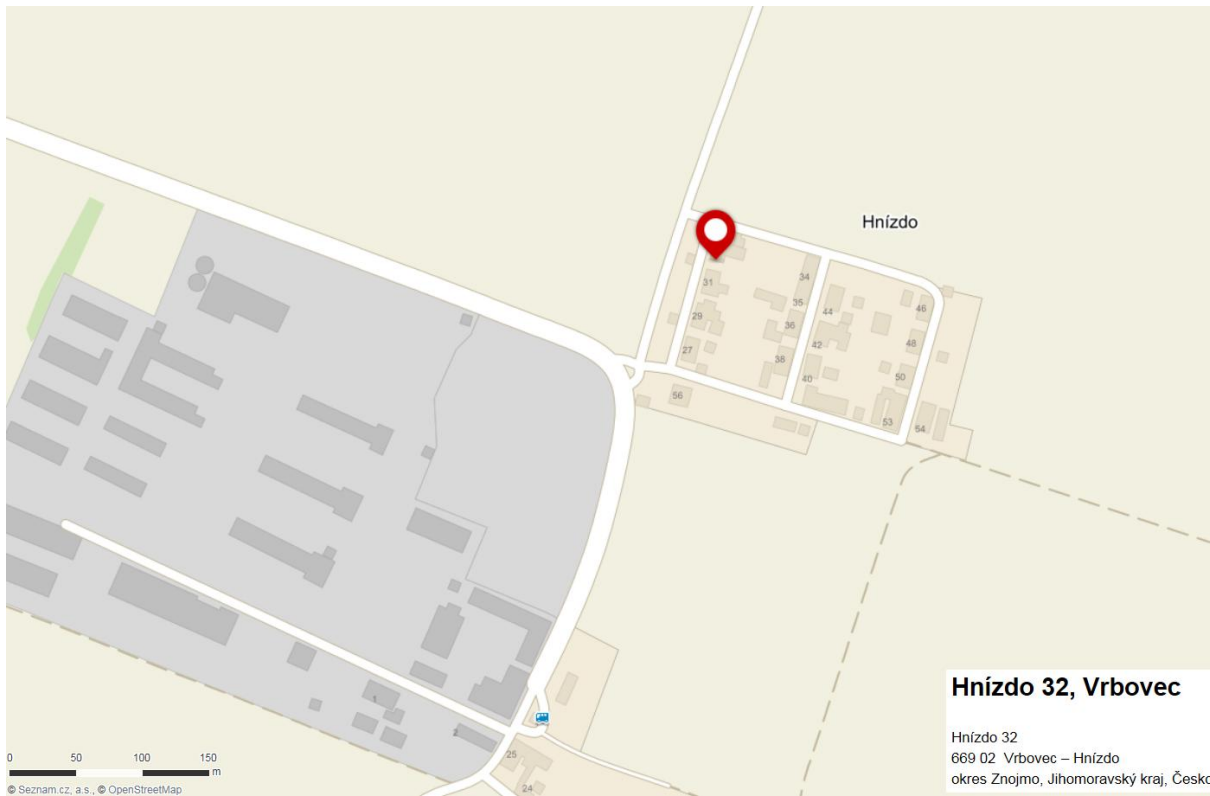 Hnízdo
34
31
35
44
46
29
36
42
48
27
38
40
50
56
53
54
1
2
25
24
Hnízdo 32, Vrbovec
Hnízdo 32
669 02 Vrbovec – Hnízdo
okres Znojmo, Jihomoravský kraj, Česko
0 50 100 150
m
© Seznam.cz, a.s., © OpenStreetMap